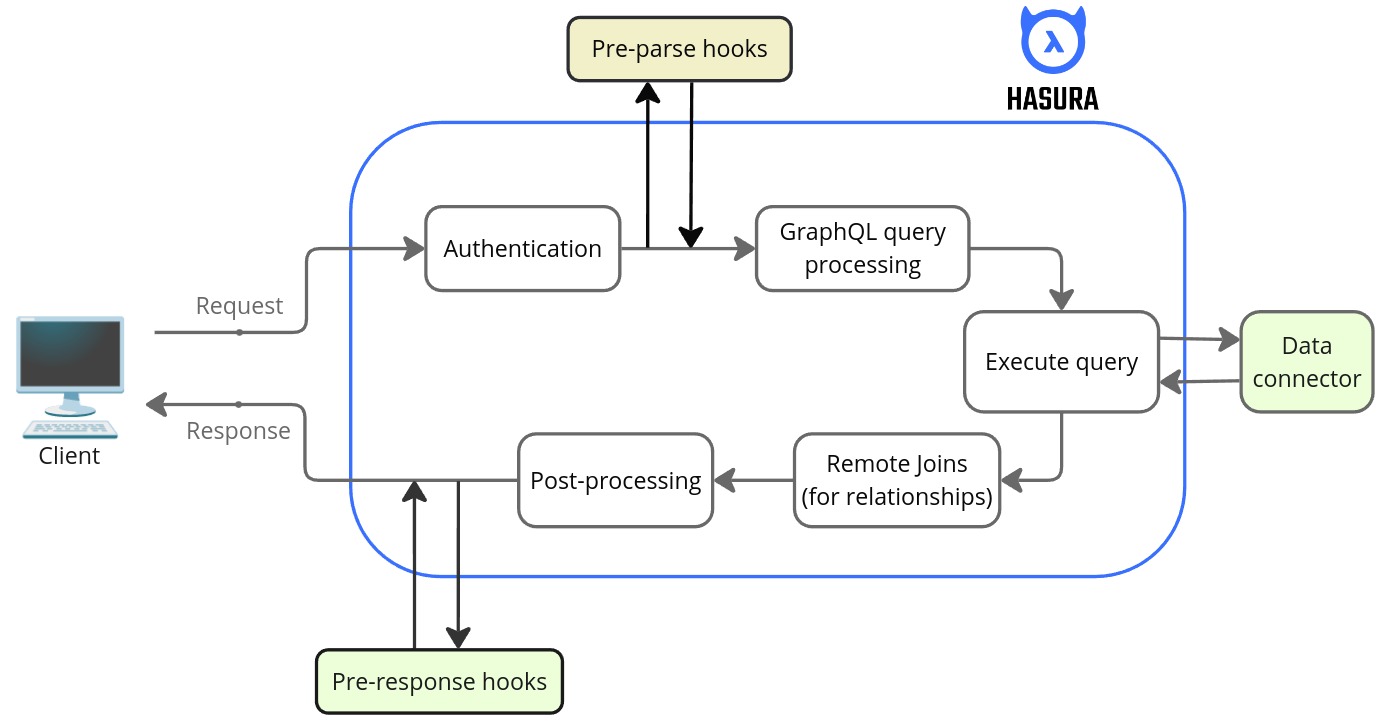 Pre-parse hooks
HASURA
Authentication
GraphQL query
processing
Request
Execute query
Data
connector
Response
Client
Post-processing
Remote Joins
(for relationships)
Pre-response hooks